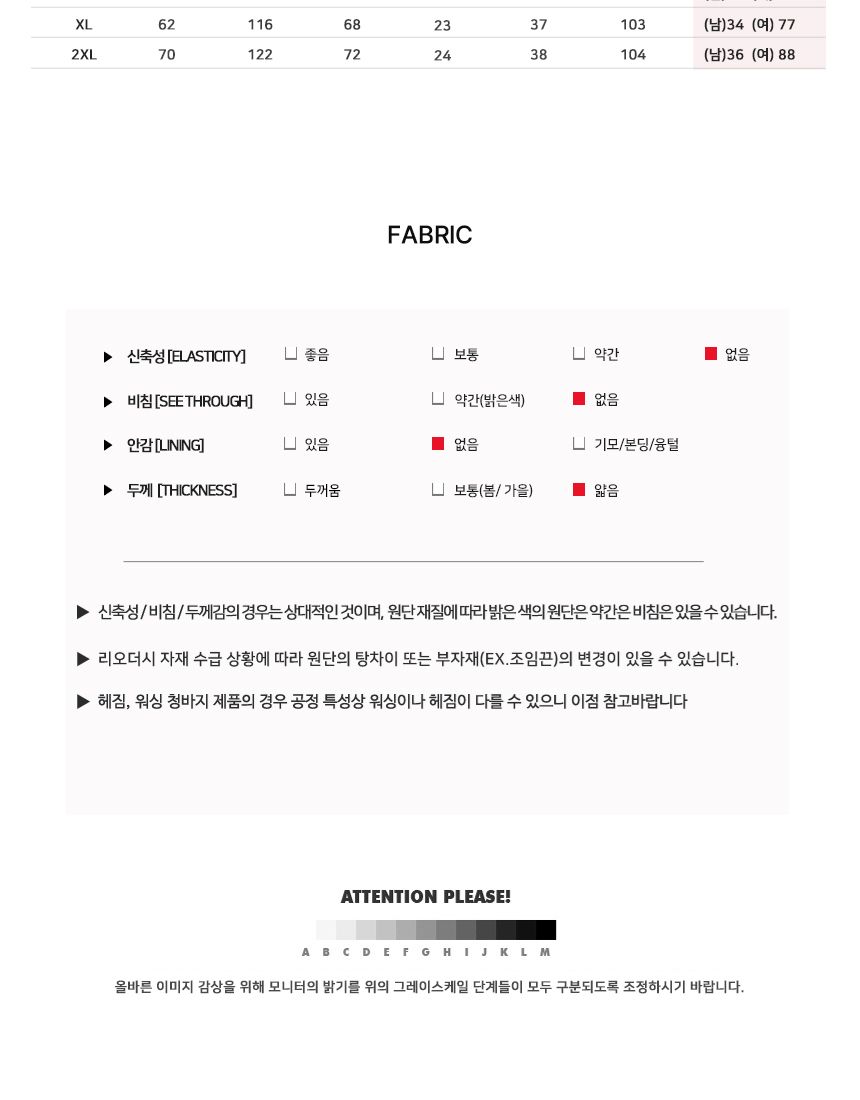 XL 62 116 68 23 37 103 (남)34 (여) 77
2XL 70 122 72 24 38 104 (남)36 (여) 88
FABRIC
▶ 신축성 [ELASTICITY] 좋음 보통 약간 없음
▶ 비침 [SEE THROUGH] 있음 약간(밝은색) 없음
▶ 안감 [LINING] 있음 없음 기모/본딩/융털
▶ 두께 [THICKNESS] 두꺼움 보통(봄/ 가을) 얇음
▶ 신축성 / 비침 / 두께감의 경우는 상대적인 것이며, 원단 재질에 따라 밝은 색의 원단은 약간은 비침은 있을 수 있습니다.
▶ 리오더시 자재 수급 상황에 따라 원단의 탕차이 또는 부자재(EX.조임끈)의 변경이 있을 수 있습니다.
▶ 헤짐, 워싱 청바지 제품의 경우 공정 특성상 워싱이나 헤짐이 다를 수 있으니 이점 참고바랍니다
ATTENTION PLEASE!
A B C D E F G H I J K L M
올바른 이미지 감상을 위해 모니터의 밝기를 위의 그레이스케일 단계들이 모두 구분되도록 조정하시기 바랍니다.